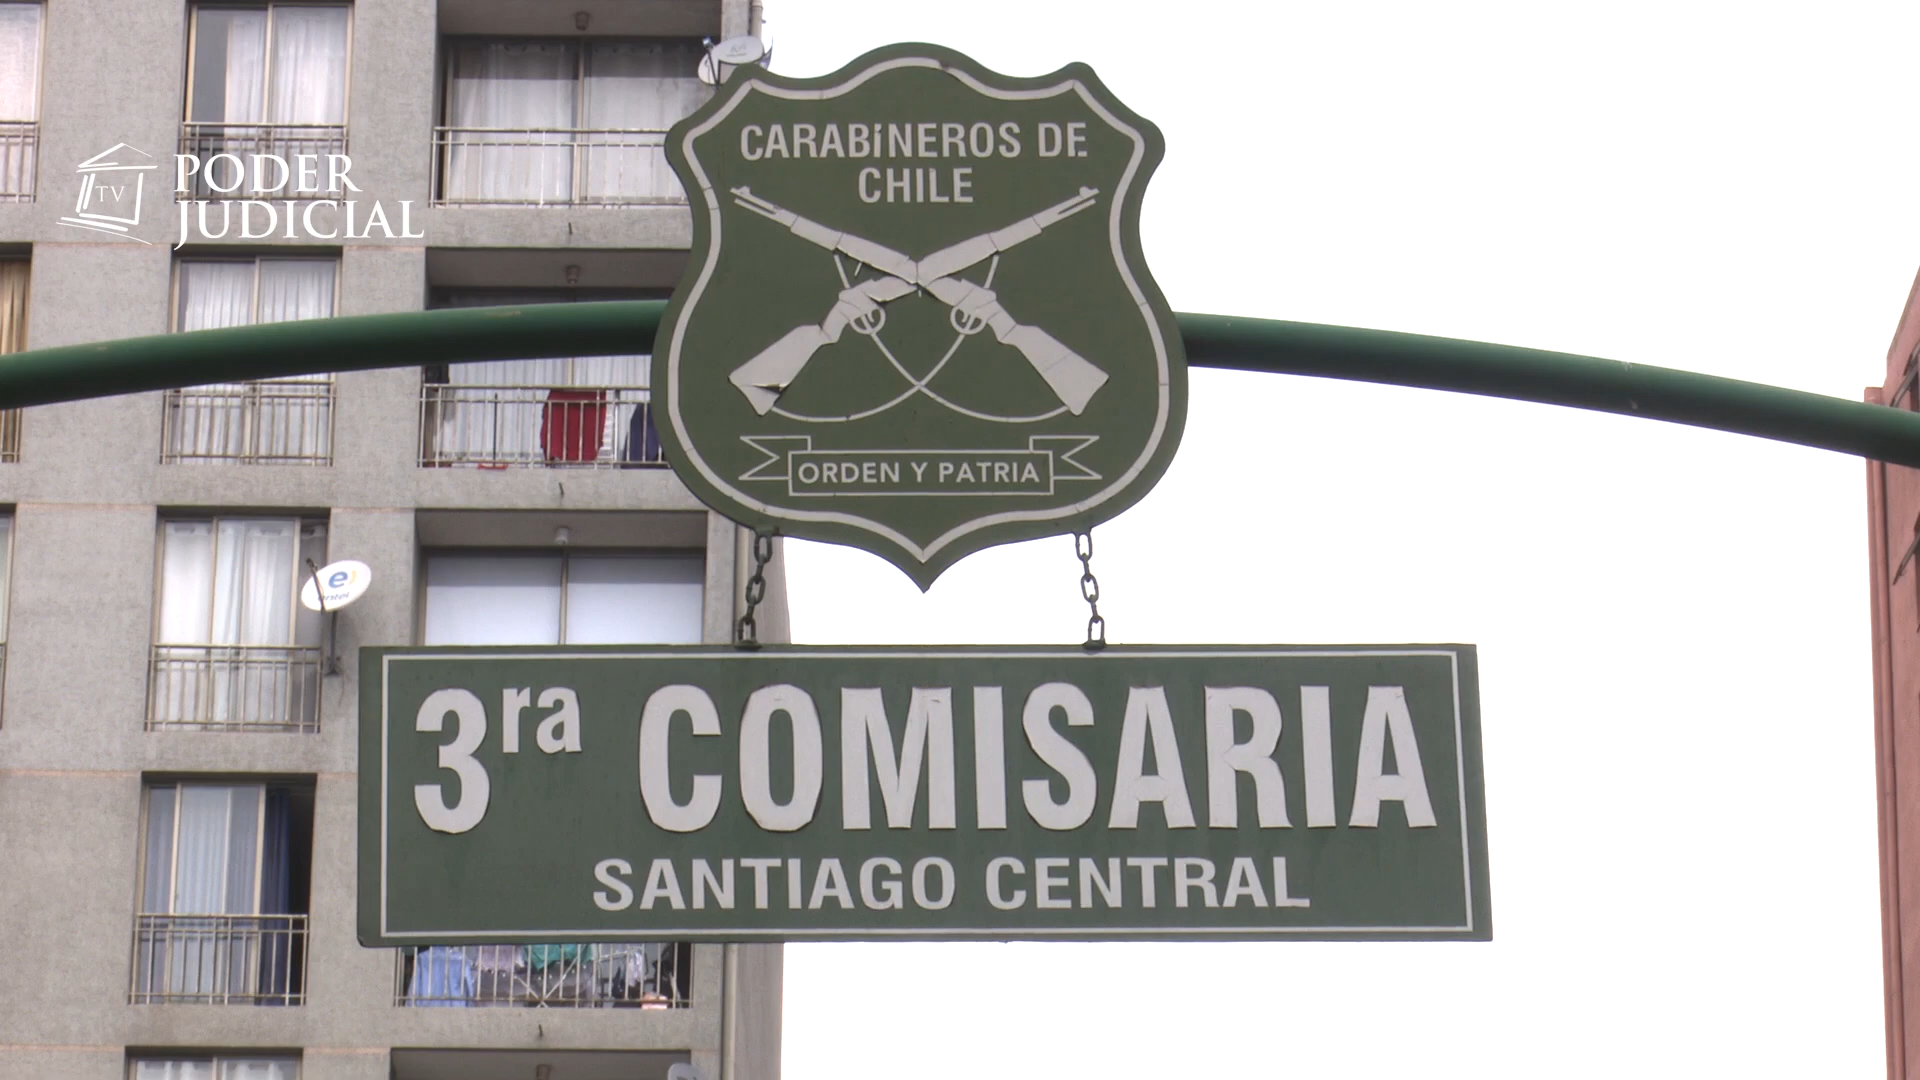 PODER
JUDICIAL
TV
CARABiNEROS DE
CHILE
ORDEN Y PATRIA
3ra COMISARIA
SANTIAGO CENTRAL
e